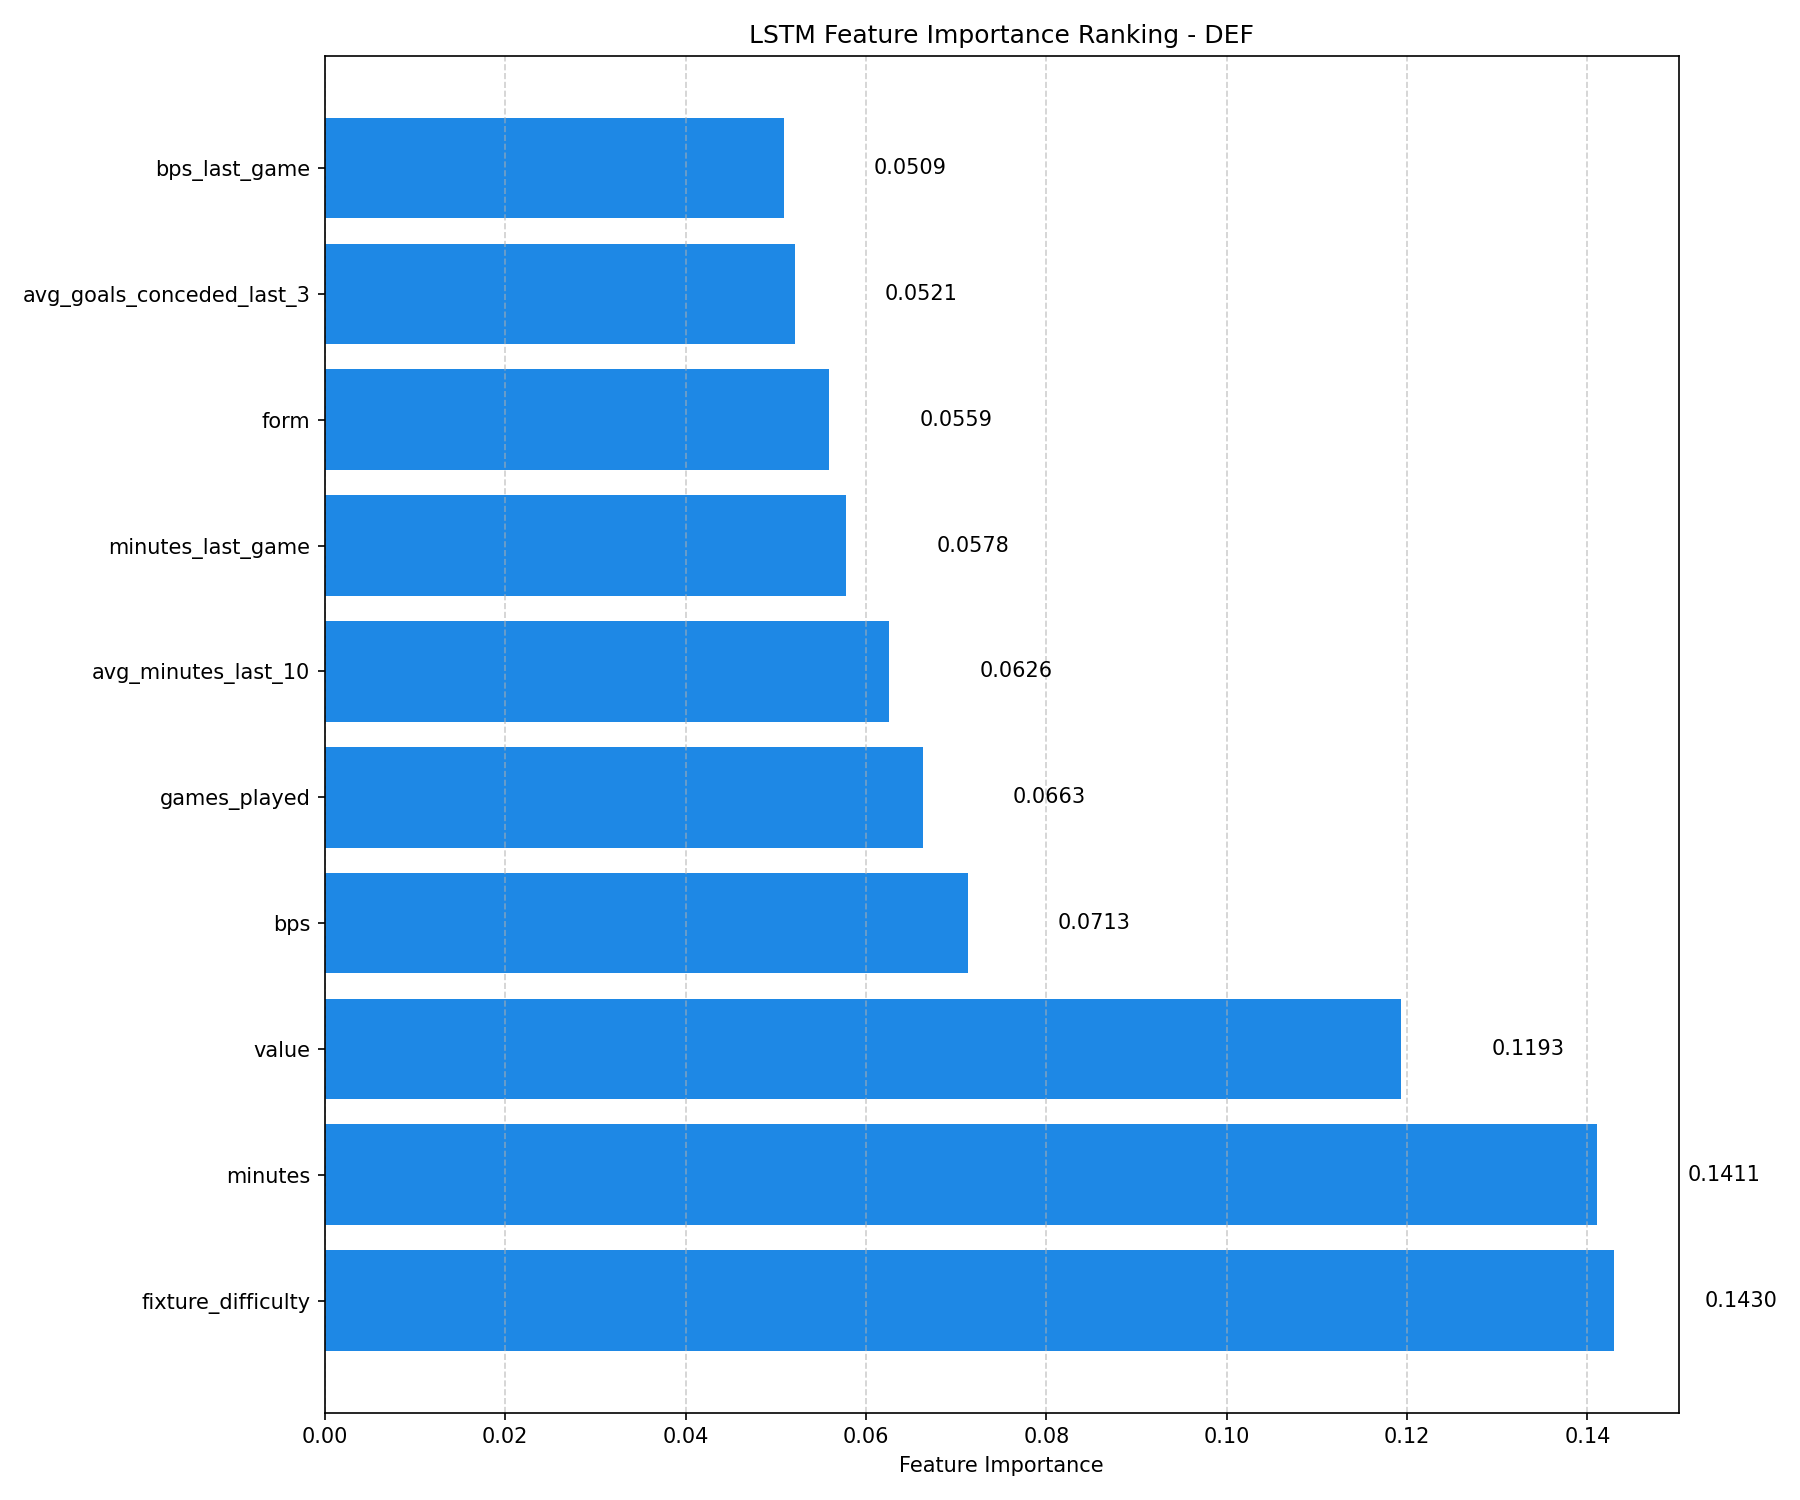 LSTM Feature Importance Ranking - DEF
bps_last_game 0.0509
avg_goals_conceded_last_3 0.0521
form 0.0559
minutes_last_game 0.0578
avg_minutes_last_10 0.0626
games_played 0.0663
bps 0.0713
value 0.1193
minutes 0.1411
fixture_difficulty 0.1430
0.00 0.02 0.04 0.06 0.08 0.10 0.12 0.14
Feature Importance